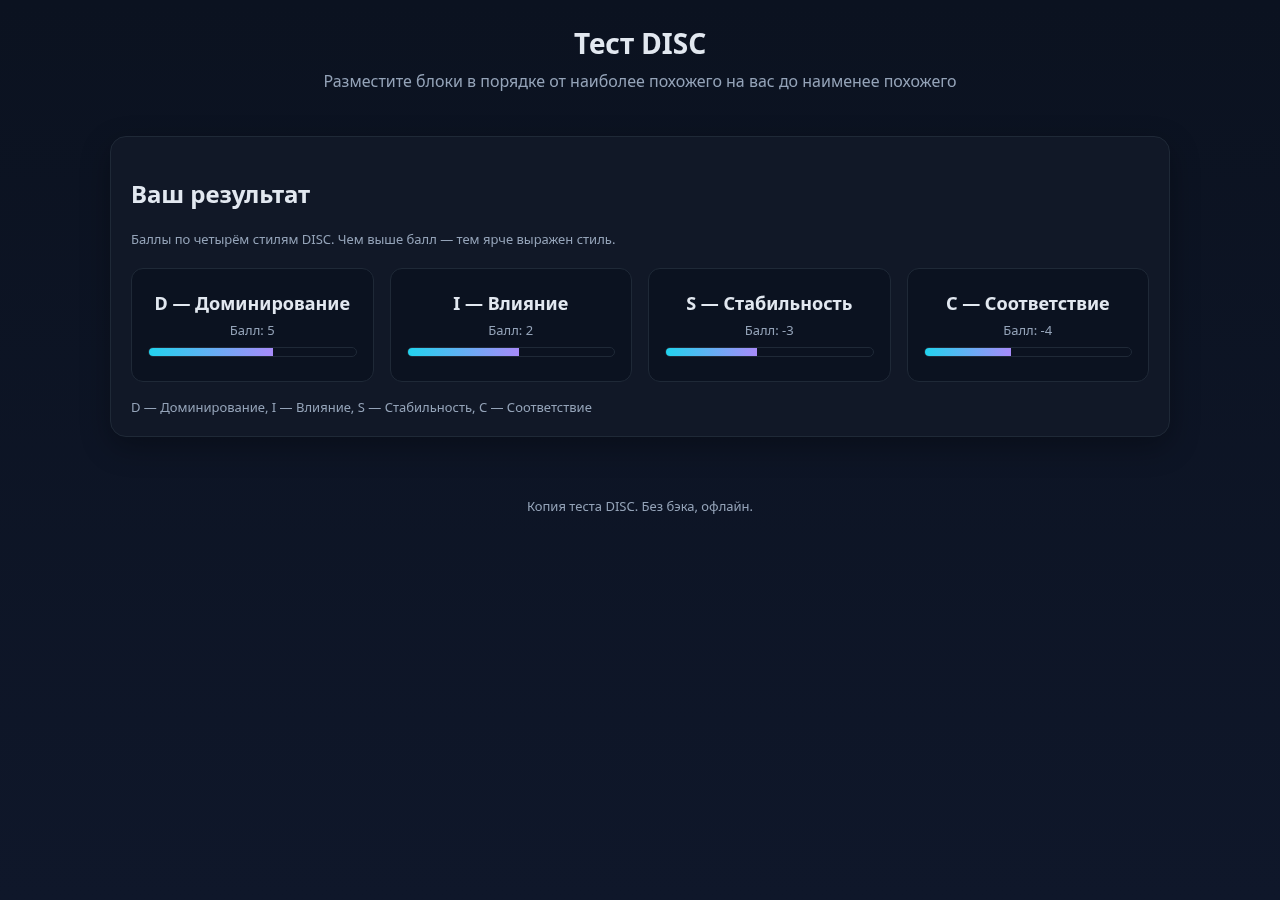 Тест DISC
Разместите блоки в порядке от наиболее похожего на вас до наименее похожего
Ваш результат
Баллы по четырём стилям DISC. Чем выше балл — тем ярче выражен стиль.
D — Доминирование
Балл: 5
I — Влияние
Балл: 2
S — Стабильность
Балл: -3
C — Соответствие
Балл: -4
D — Доминирование, I — Влияние, S — Стабильность, C — Соответствие
Копия теста DISC. Без бэка, офлайн.